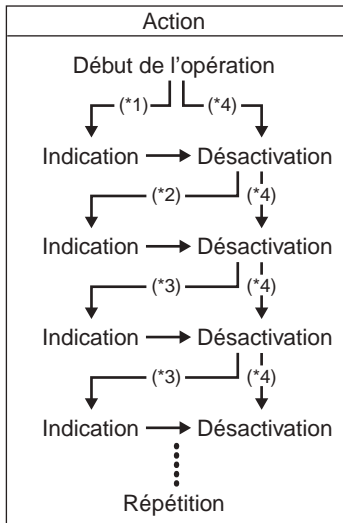 Action
Début de l'opération
(*1) (*4)
Indication Désactivation
(*2) (*4)
Indication Désactivation
(*3) (*4)
Indication Désactivation
(*3) (*4)
Indication Désactivation
Répétition